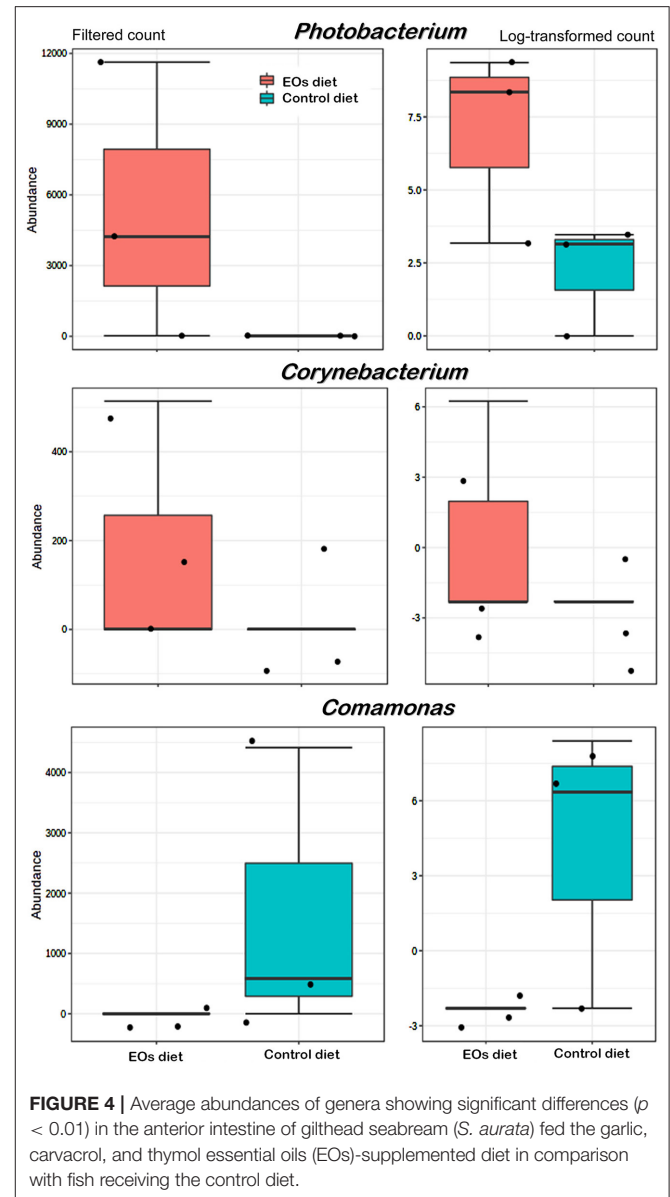 Photobacterium
Filtered count
Log-transformed count
EOs diet
Control diet
Abundance
12000
9000
6000
3000
0
7.5
5.0
2.5
0.0
Corynebacterium
Abundance
400
200
0
6
3
0
-3
Comamonas
Abundance
4000
3000
2000
1000
0
6
3
0
-3
EOs diet
Control diet
EOs diet
Control diet
FIGURE 4 | Average abundances of genera showing significant differences (p
< 0.01) in the anterior intestine of gilthead seabream (S. aurata) fed the garlic,
carvacrol, and thymol essential oils (EOs)-supplemented diet in comparison
with fish receiving the control diet.